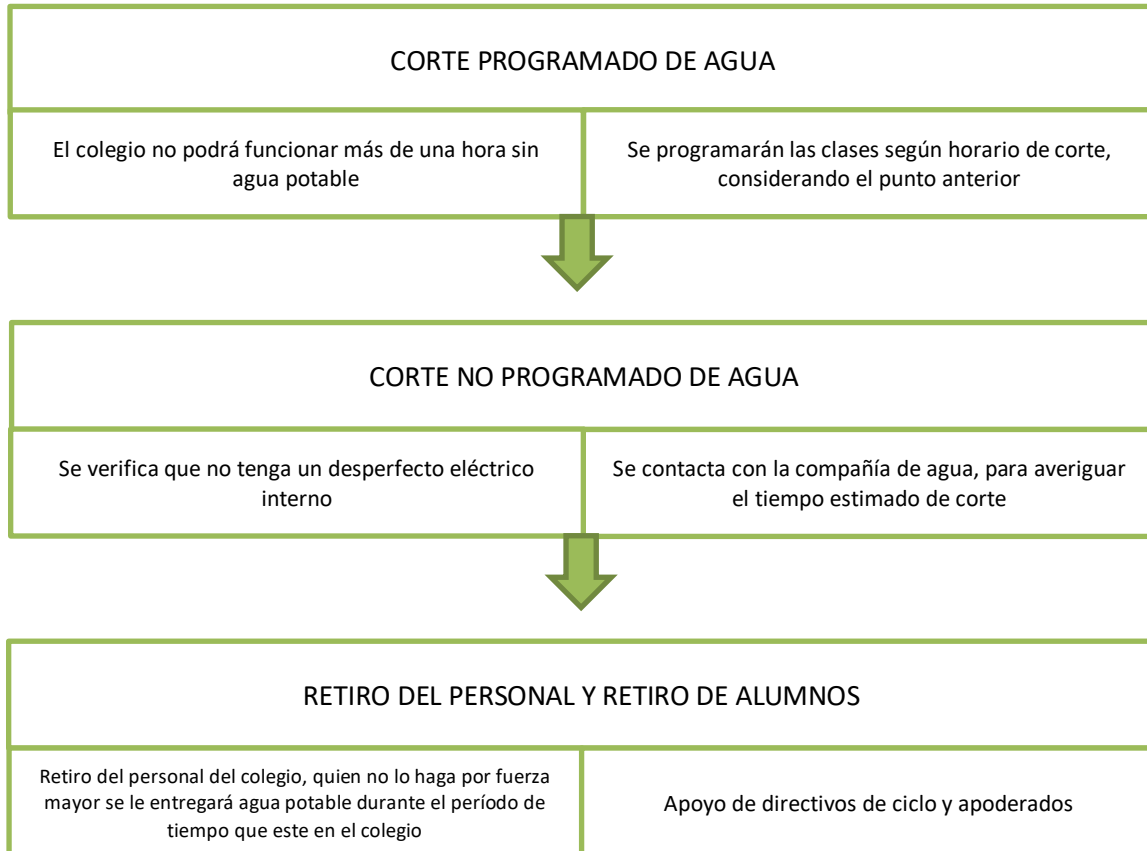 CORTE PROGRAMADO DE AGUA
El colegio no podrá funcionar más de una hora sin
agua potable
Se programarán las clases según horario de corte,
considerando el punto anterior
CORTE NO PROGRAMADO DE AGUA
Se verifica que no tenga un desperfecto eléctrico
interno
Se contacta con la compañía de agua, para averiguar
el tiempo estimado de corte
RETIRO DEL PERSONAL Y RETIRO DE ALUMNOS
Retiro del personal del colegio, quien no lo haga por fuerza
mayor se le entregará agua potable durante el período de
tiempo que este en el colegio
Apoyo de directivos de ciclo y apoderados